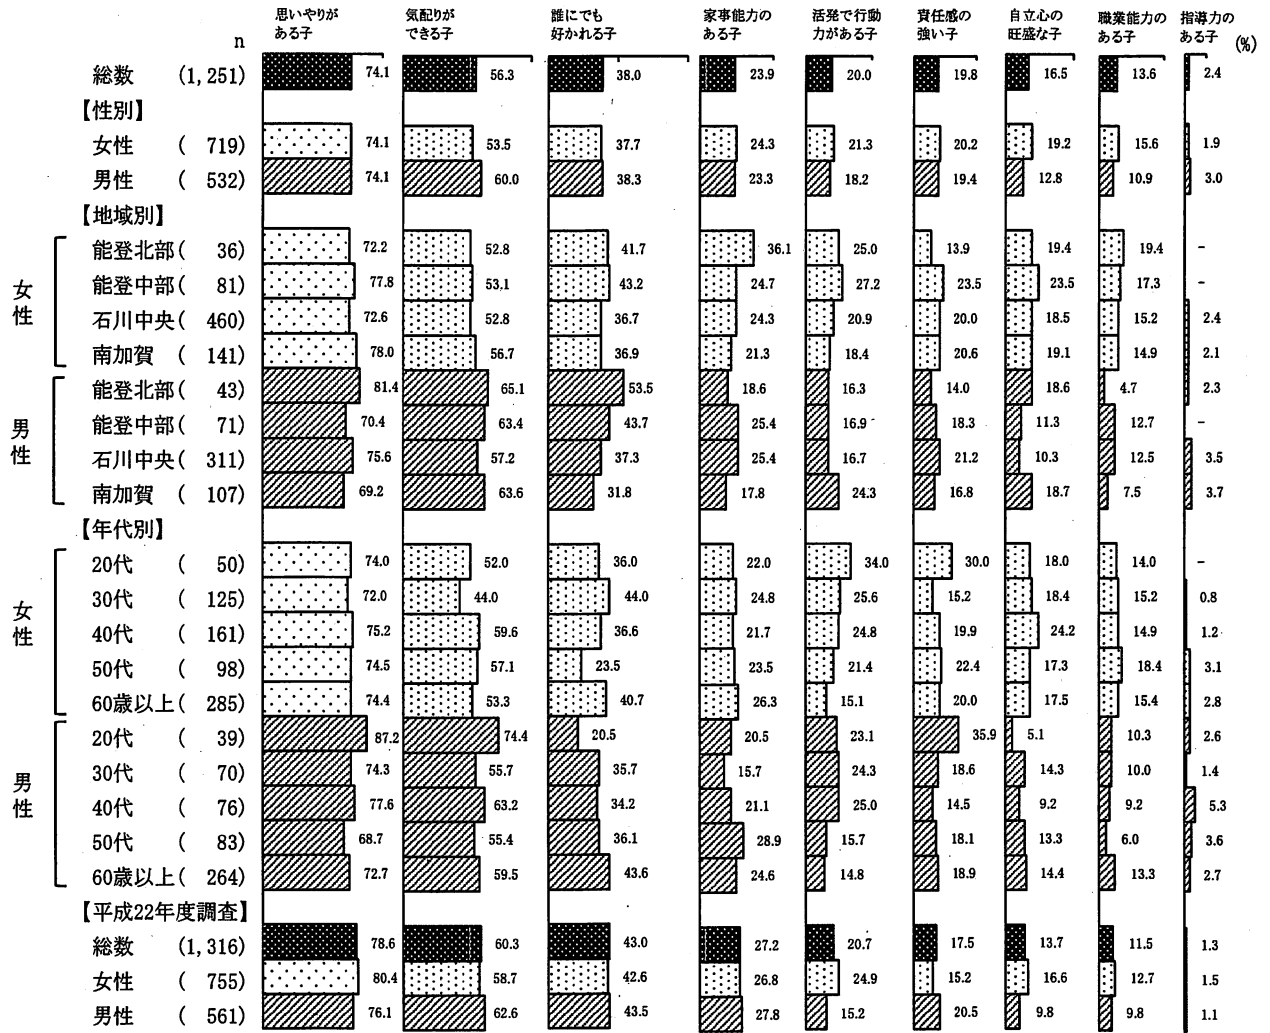 思いやりが
ある子
気配りが
できる子
誰にでも
好かれる子
家事能力の
ある子
活発で行動
力がある子
責任感の
強い子
自立心の
旺盛な子
職業能力の
ある子
指導力の
ある子
(%)
n
総数 (1,251) 74.1 56.3 38.0 23.9 20.0 19.8 16.5 13.6 2.4
【性別】
女性 ( 719) 74.1 53.5 37.7 24.3 21.3 20.2 19.2 15.6 1.9
男性 ( 532) 74.1 60.0 38.3 23.3 18.2 19.4 12.8 10.9 3.0
【地域別】
女性
能登北部( 36) 72.2 52.8 41.7 36.1 25.0 13.9 19.4 19.4 -
能登中部( 81) 77.8 53.1 43.2 24.7 27.2 23.5 23.5 17.3 -
石川中央( 460) 72.6 52.8 36.7 24.3 20.9 20.0 18.5 15.2 2.4
南加賀 ( 141) 78.0 56.7 36.9 21.3 18.4 20.6 19.1 14.9 2.1
男性
能登北部( 43) 81.4 65.1 53.5 18.6 16.3 14.0 18.6 4.7 2.3
能登中部( 71) 70.4 63.4 43.7 25.4 16.9 18.3 11.3 12.7 -
石川中央( 311) 75.6 57.2 37.3 25.4 16.7 21.2 10.3 12.5 3.5
南加賀 ( 107) 69.2 63.6 31.8 17.8 24.3 16.8 18.7 7.5 3.7
【年代別】
女性
20代 ( 50) 74.0 52.0 36.0 22.0 34.0 30.0 18.0 14.0 -
30代 ( 125) 72.0 44.0 44.0 24.8 25.6 15.2 18.4 15.2 0.8
40代 ( 161) 75.2 59.6 36.6 21.7 24.8 19.9 24.2 14.9 1.2
50代 ( 98) 74.5 57.1 23.5 23.5 21.4 22.4 17.3 18.4 3.1
60歳以上( 285) 74.4 53.3 40.7 26.3 15.1 20.0 17.5 15.4 2.8
男性
20代 ( 39) 87.2 74.4 20.5 20.5 23.1 35.9 5.1 10.3 2.6
30代 ( 70) 74.3 55.7 35.7 15.7 24.3 18.6 14.3 10.0 1.4
40代 ( 76) 77.6 63.2 34.2 21.1 25.0 14.5 9.2 9.2 5.3
50代 ( 83) 68.7 55.4 36.1 28.9 15.7 18.1 13.3 6.0 3.6
60歳以上( 264) 72.7 59.5 43.6 24.6 14.8 18.9 14.4 13.3 2.7
【平成22年度調査】
総数 (1,316) 78.6 60.3 43.0 27.2 20.7 17.5 13.7 11.5 1.3
女性 ( 755) 80.4 58.7 42.6 26.8 24.9 15.2 16.6 12.7 1.5
男性 ( 561) 76.1 62.6 43.5 27.8 15.2 20.5 9.8 9.8 1.1